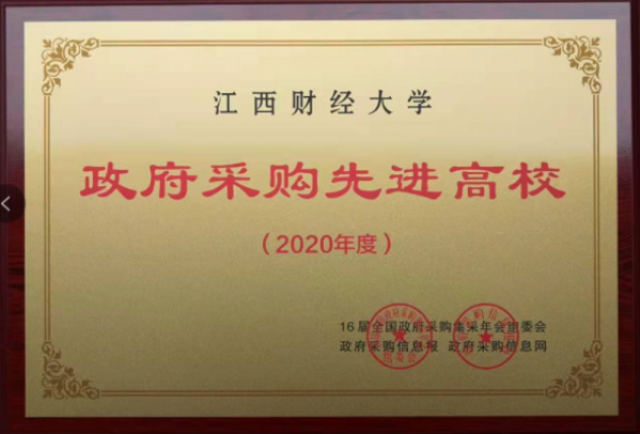 江西财经大学
政府采购先进高校
（2020年度）
16届全国政府采购集采年会组委会
政府采购信息报 政府采购信息网